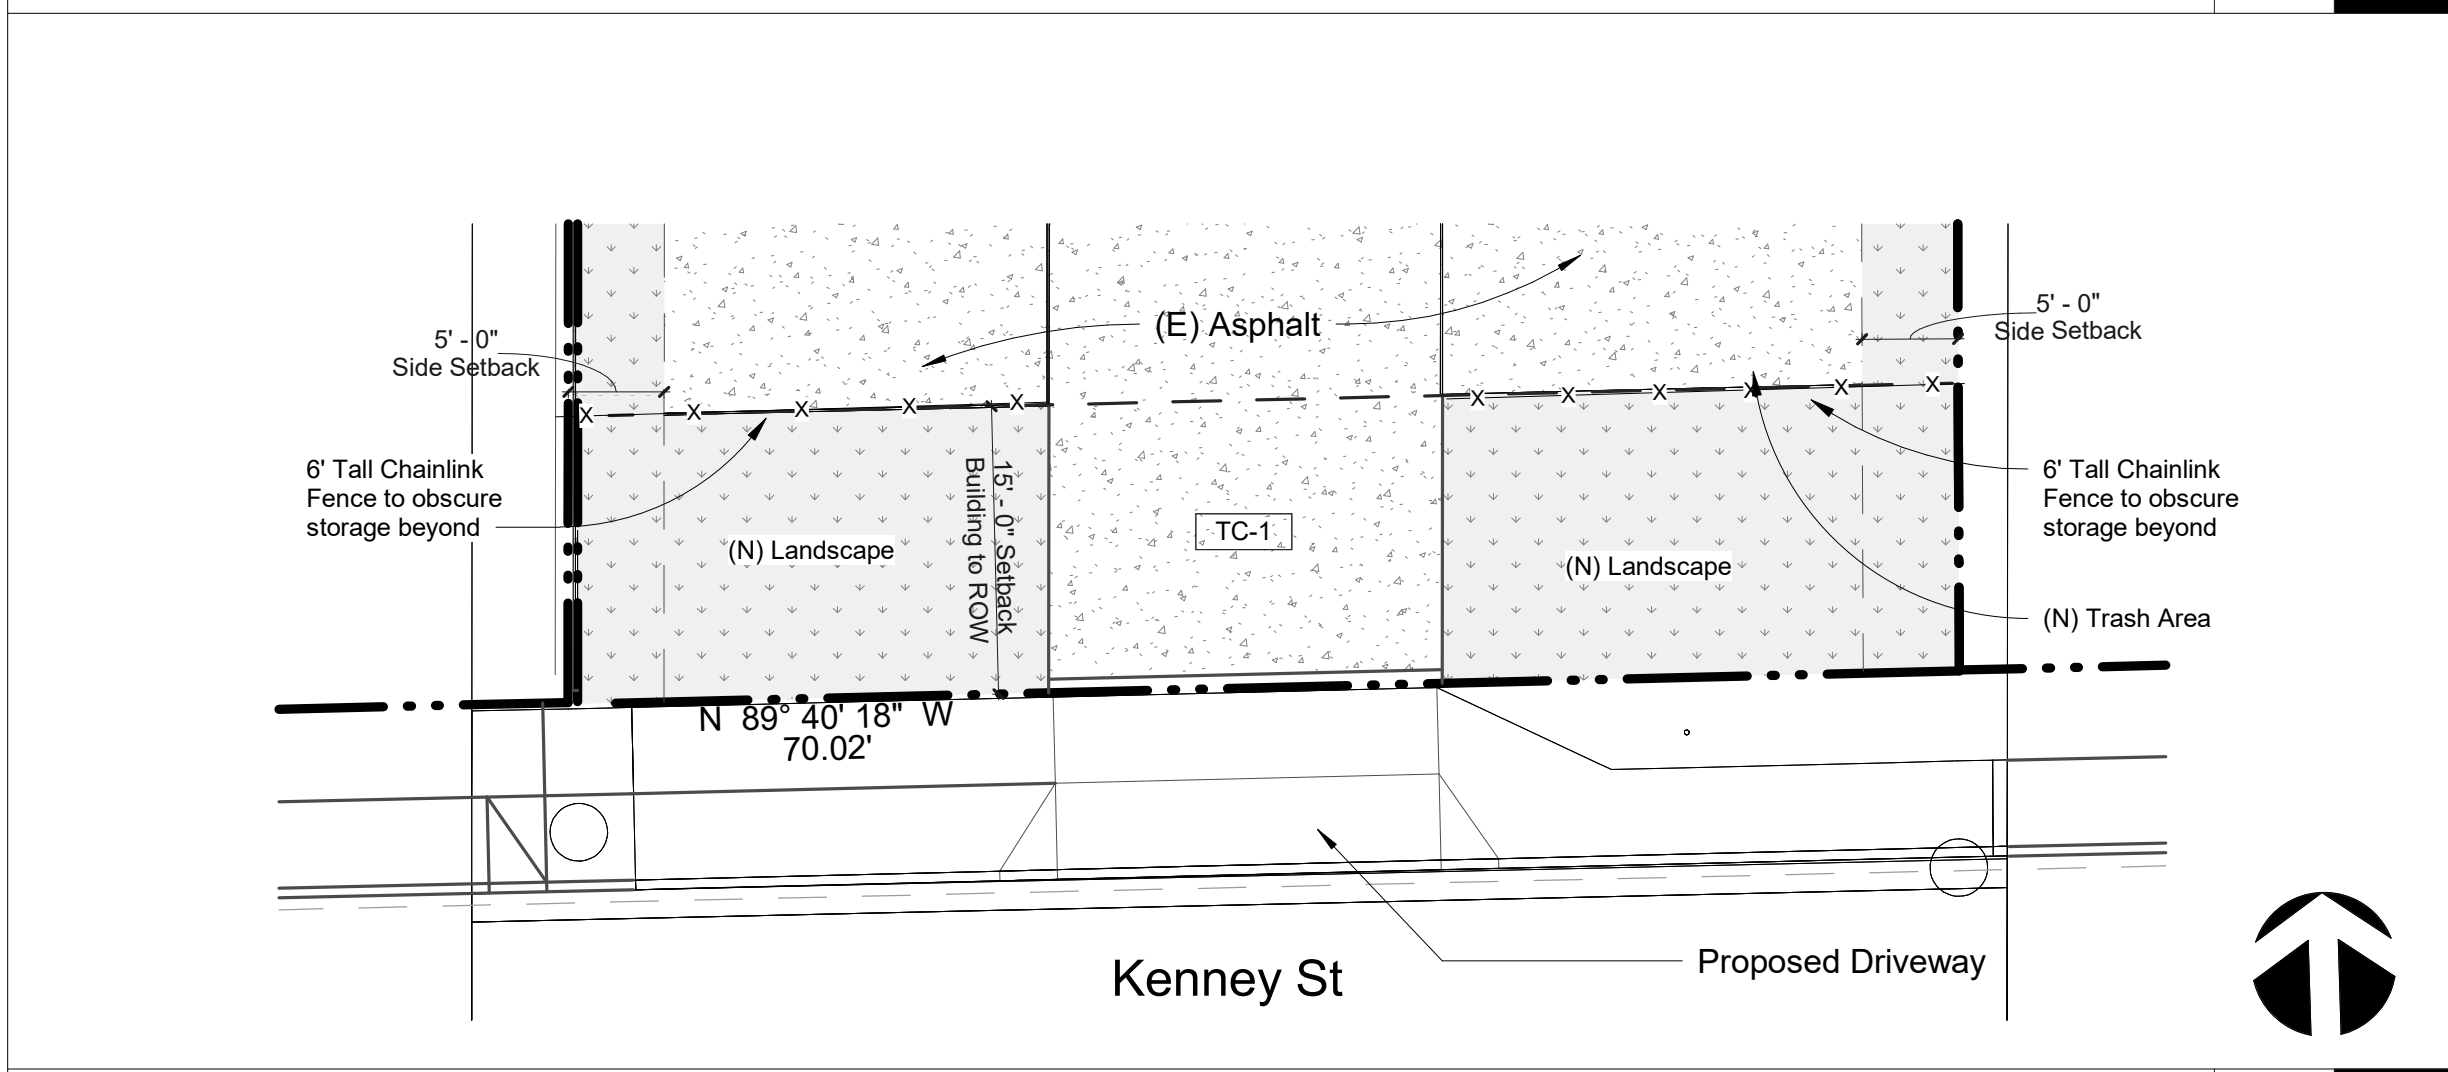 (E) Asphalt
5' - 0"
Side Setback
5' - 0"
Side Setback
X X X X X X X X X X X
6' Tall Chainlink
Fence to obscure
storage beyond
15' - 0" Setback
Building to ROW
6' Tall Chainlink
Fence to obscure
storage beyond
TC-1
(N) Landscape
(N) Landscape
(N) Trash Area
N 89° 40' 18" W
70.02'
Proposed Driveway
Kenney St